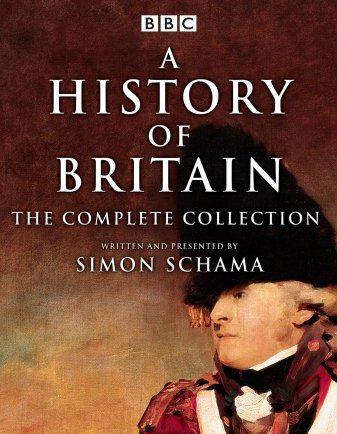 BBC
A
HISTORY
OF
BRITAIN
THE COMPLETE COLLECTION
WRITTEN AND PRESENTED BY
SIMON SCHAMA